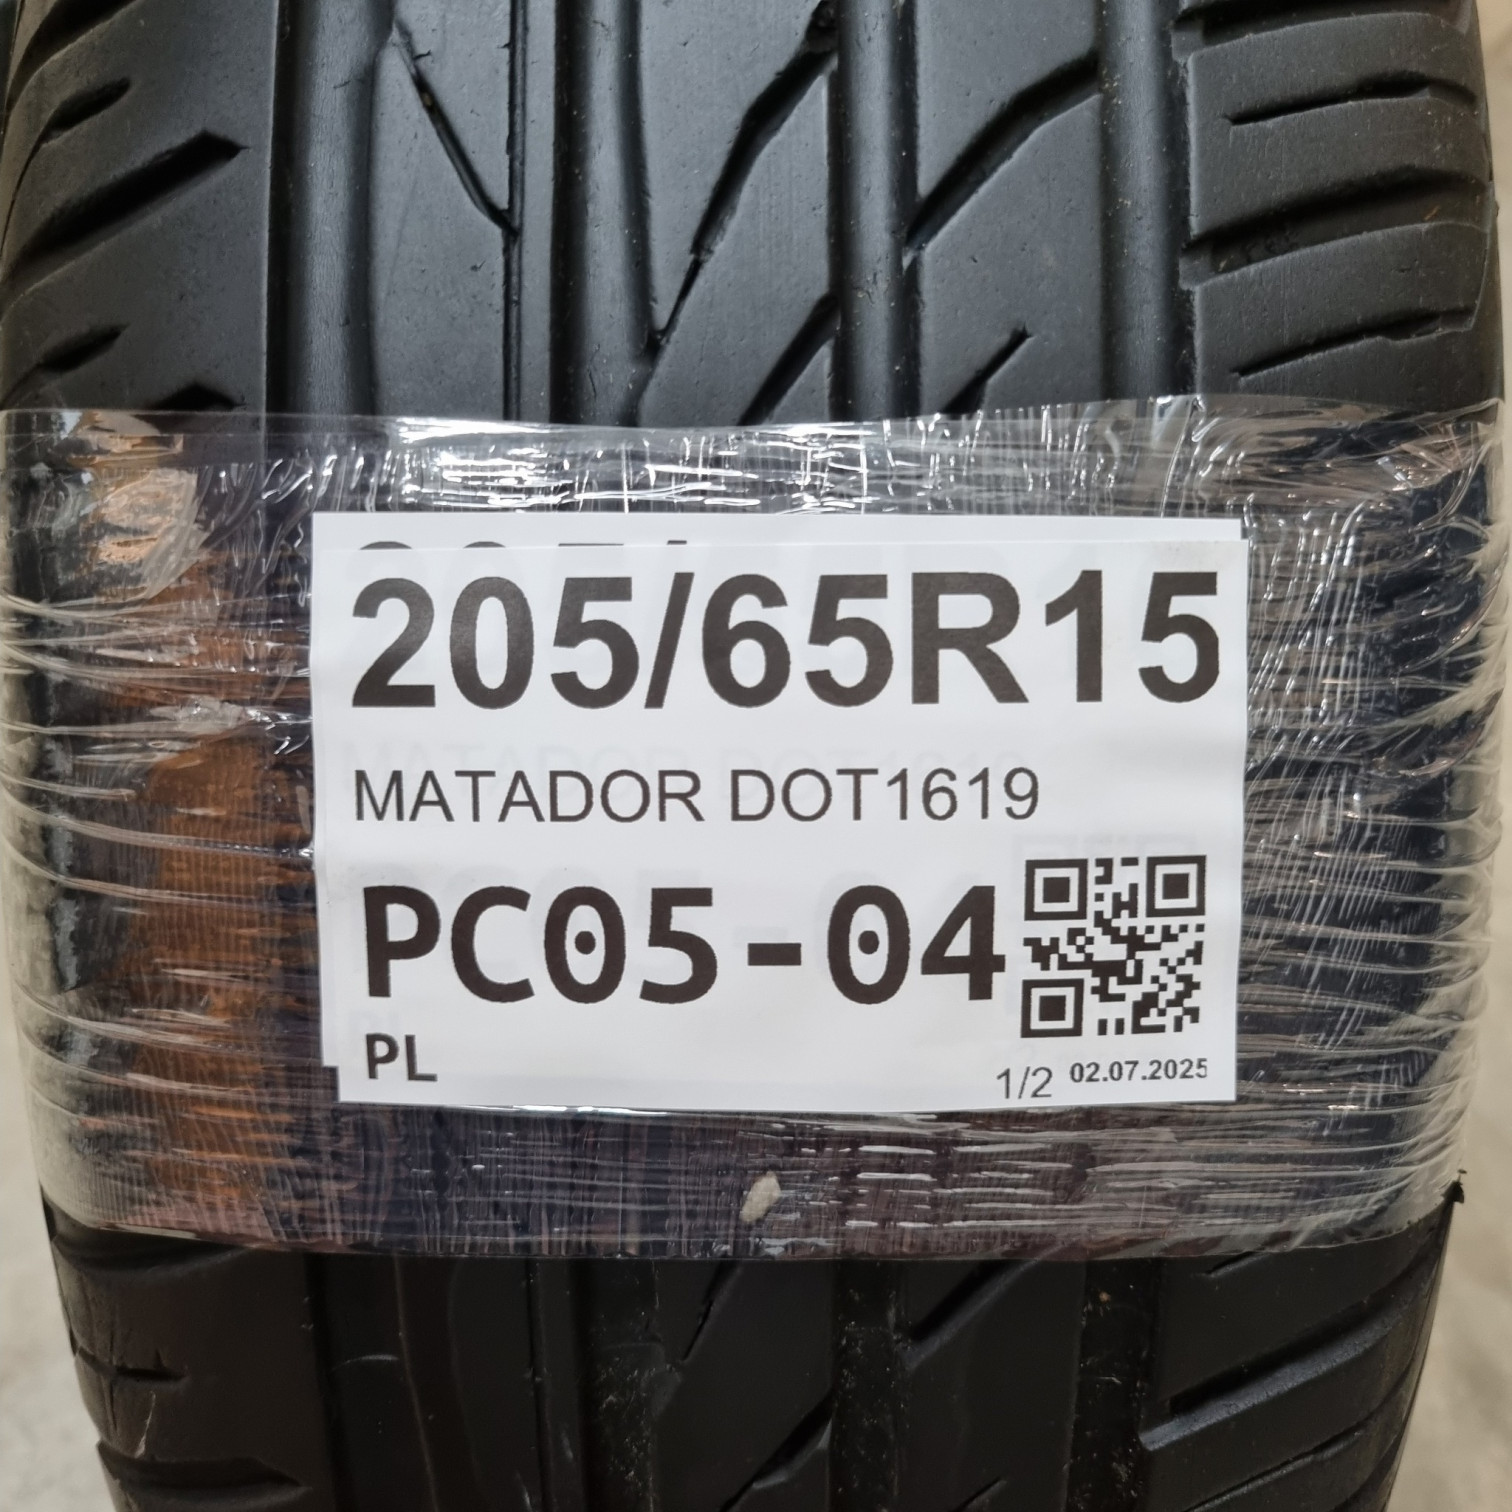 205/65R15
MATADOR DOT1619
PC05-04
PL
1/2 02.07.2025